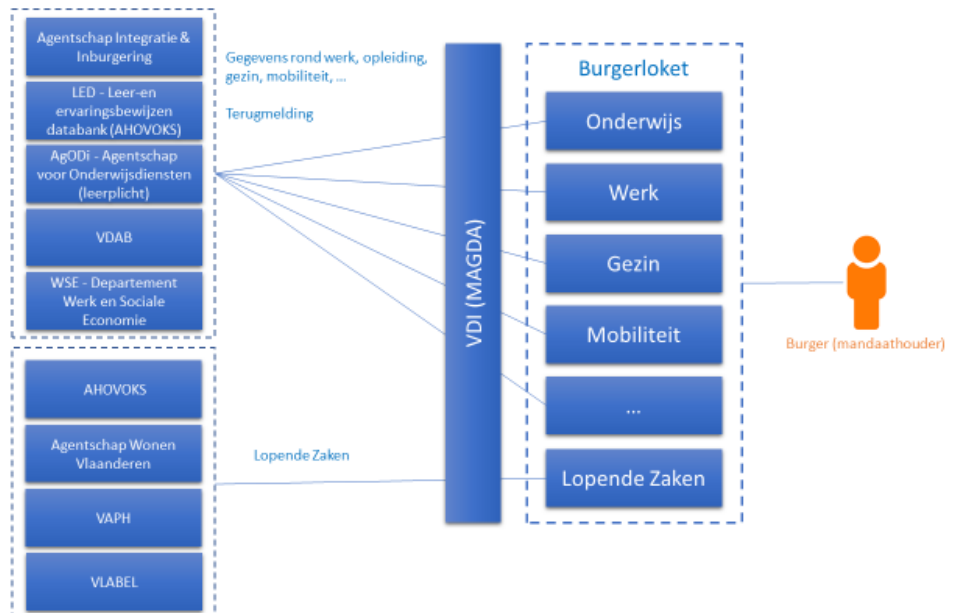 Agentschap Integratie &
Inburgering
LED - Leer-en
ervaringsbewijzen
databank (AHOVOKS)
AgODi - Agentschap
voor Onderwijsdiensten
(leerplicht)
VDAB
WSE - Departement
Werk en Sociale
Economie
AHOVOKS
Agentschap Wonen
Vlaanderen
VAPH
VLABEL
Gegevens rond werk, opleiding,
gezin, mobiliteit, ...
Terugmelding
Lopende Zaken
VDI (MAGDA)
Burgerloket
Onderwijs
Werk
Gezin
Mobiliteit
...
Lopende Zaken
Burger (mandaathouder)